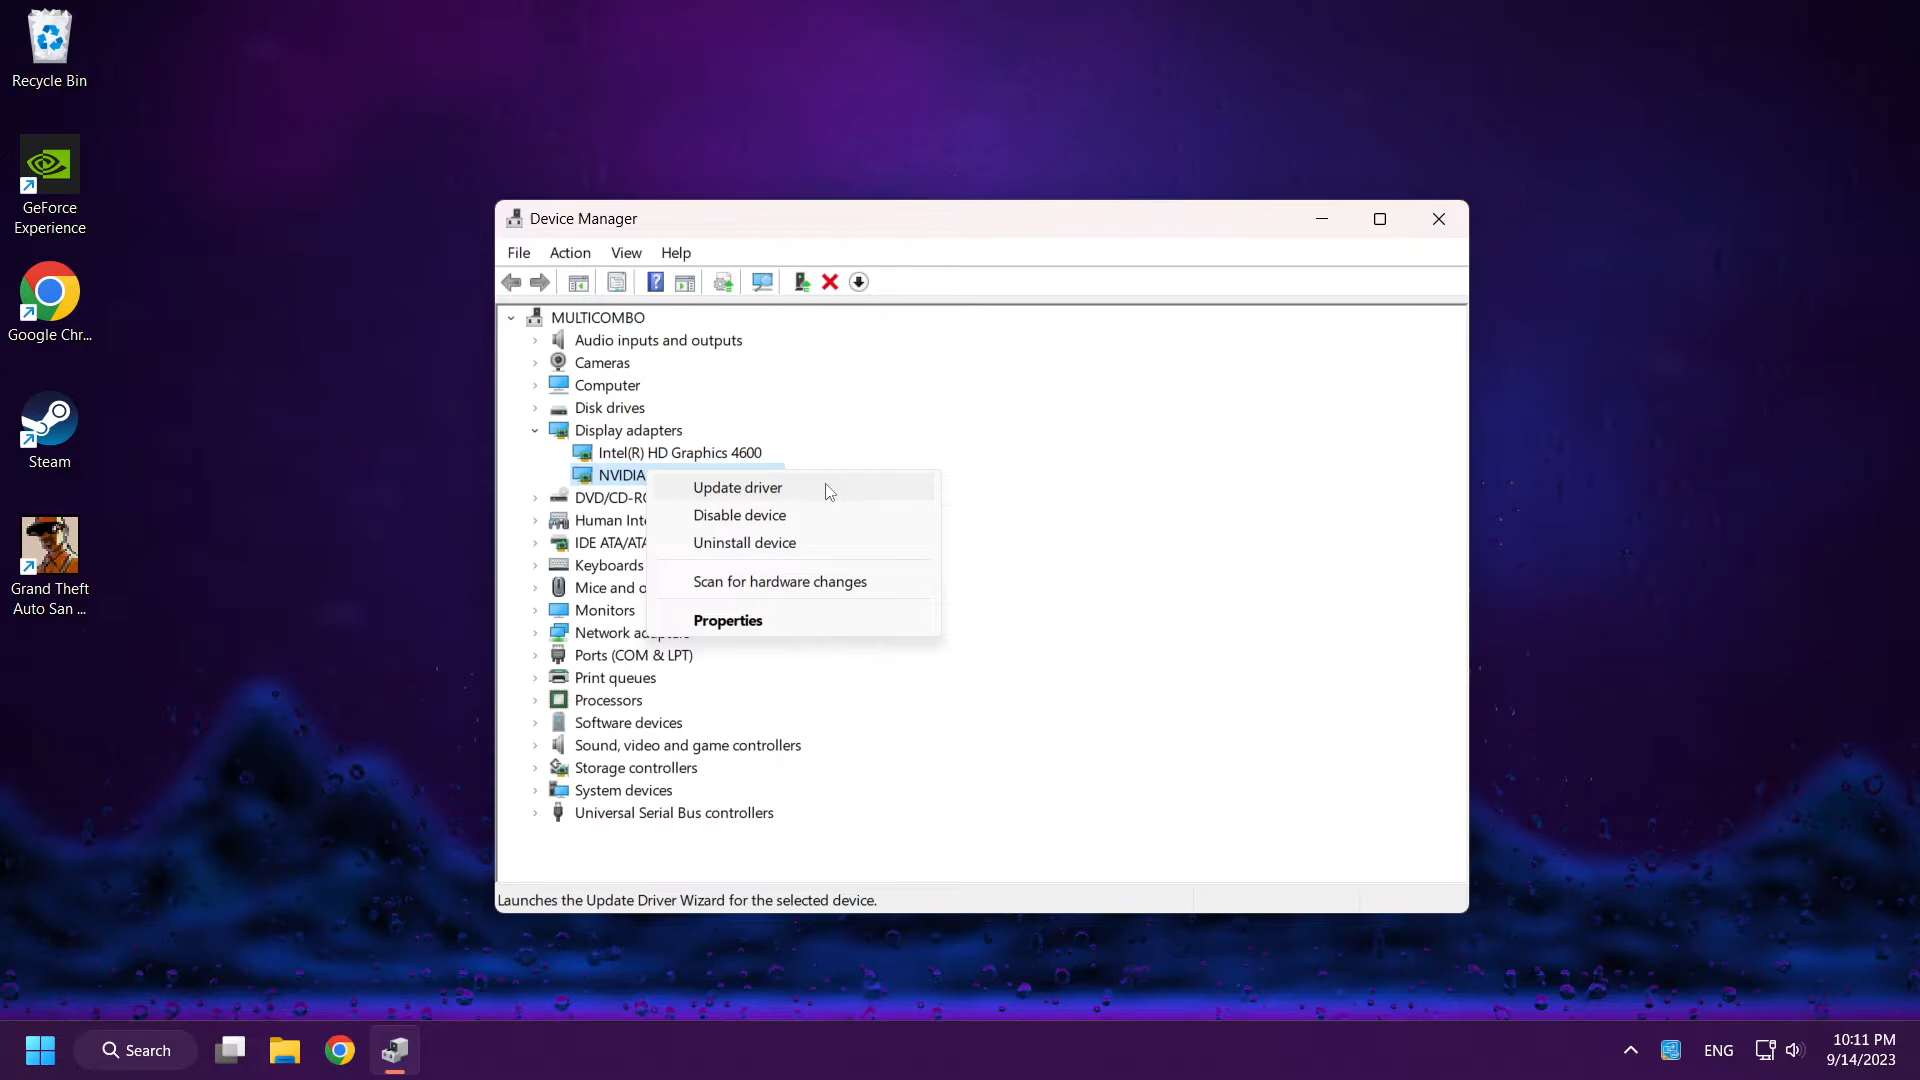 Recycle Bin
GeForce
Experience
Google Chr...
Steam
Grand Theft
Auto San ...
Device Manager
File Action View Help
MULTICOMBO
Audio inputs and outputs
Cameras
Computer
Disk drives
Display adapters
Intel(R) HD Graphics 4600
NVIDIA
DVD/CD-RO
Human Inte
IDE ATA/ATA
Keyboards
Mice and o
Monitors
Network adapters
Ports (COM & LPT)
Print queues
Processors
Software devices
Sound, video and game controllers
Storage controllers
System devices
Universal Serial Bus controllers
Update driver
Disable device
Uninstall device
Scan for hardware changes
Properties
Launches the Update Driver Wizard for the selected device.
Search
ENG
10:11 PM
9/14/2023